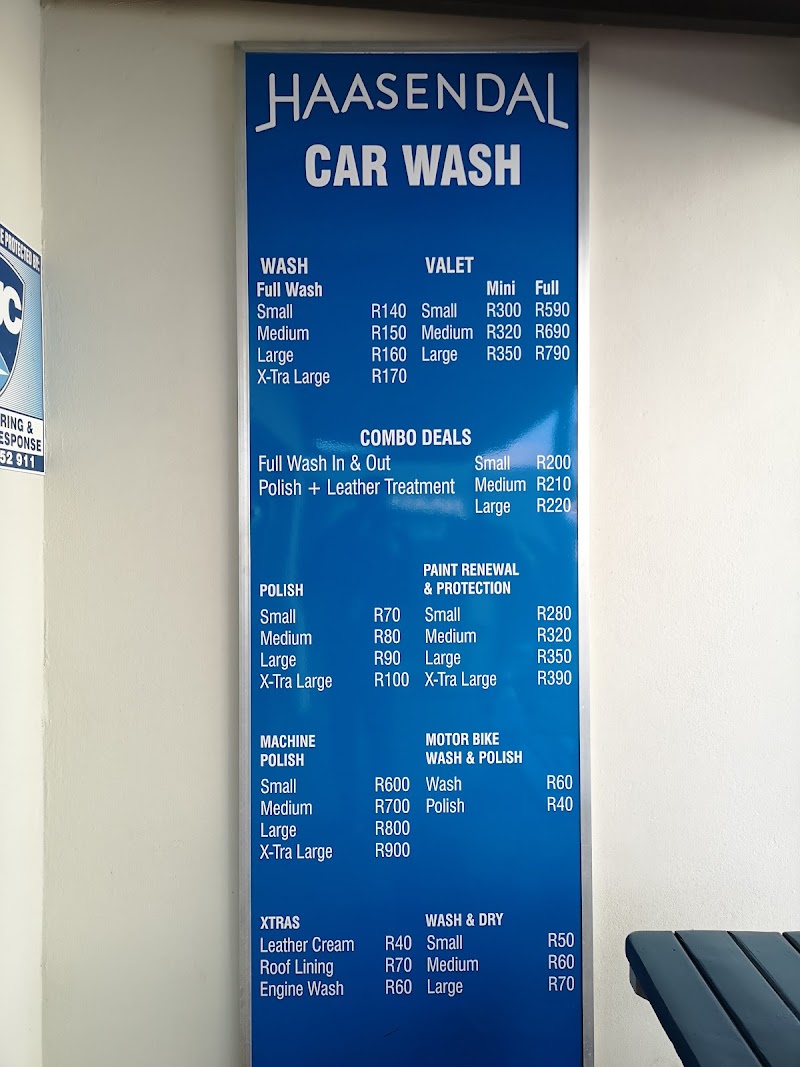 HAASENDAL
CAR WASH
WASH
Full Wash
Small R140
Medium R150
Large R160
X-Tra Large R170
VALET
Mini Full
Small R300 R590
Medium R320 R690
Large R350 R790
COMBO DEALS
Full Wash In & Out
Polish + Leather Treatment
Small R200
Medium R210
Large R220
POLISH
Small R70
Medium R80
Large R90
X-Tra Large R100
PAINT RENEWAL
& PROTECTION
Small R280
Medium R320
Large R350
X-Tra Large R390
MACHINE
POLISH
Small R600
Medium R700
Large R800
X-Tra Large R900
MOTOR BIKE
WASH & POLISH
Wash R60
Polish R40
XTRAS
Leather Cream R40
Roof Lining R70
Engine Wash R60
WASH & DRY
Small R50
Medium R60
Large R70
PROTECTED BY:
RING &
ESPONSE
52 911